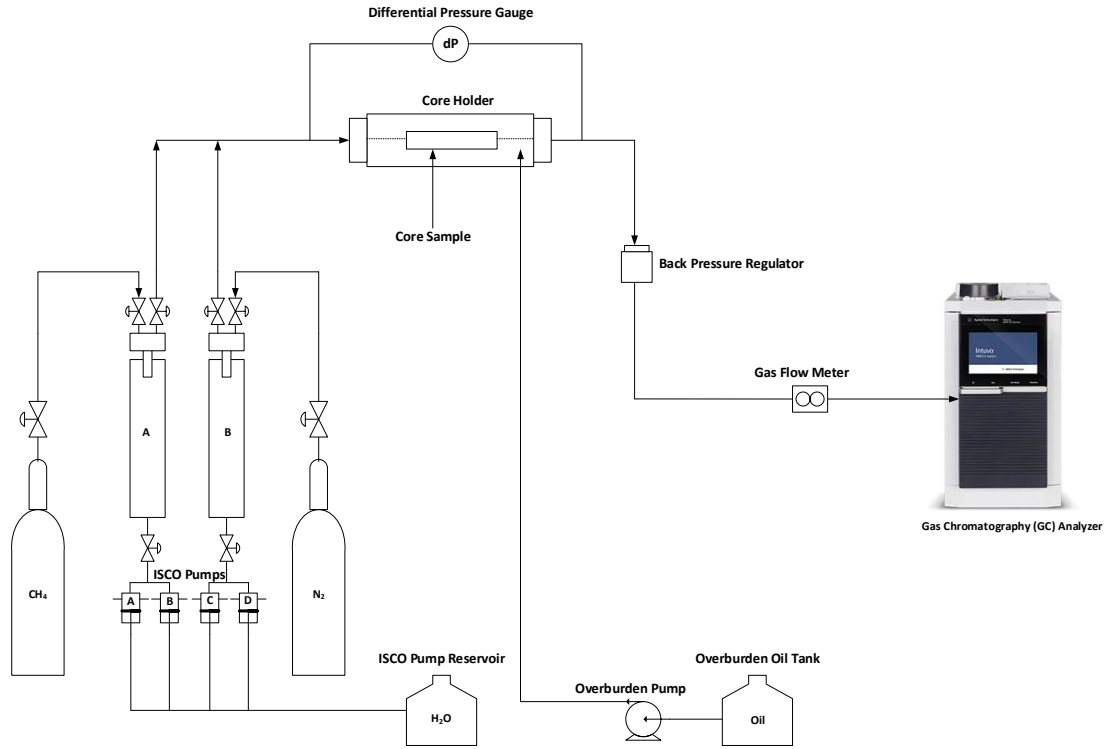 Differential Pressure Gauge
dP
Core Holder
Core Sample
Back Pressure Regulator
Intuvo
Gas Flow Meter
A
B
Gas Chromatography (GC) Analyzer
ISCO Pumps
CH₄
A
B
C
D
N₂
ISCO Pump Reservoir
Overburden Oil Tank
Overburden Pump
H₂O
Oil